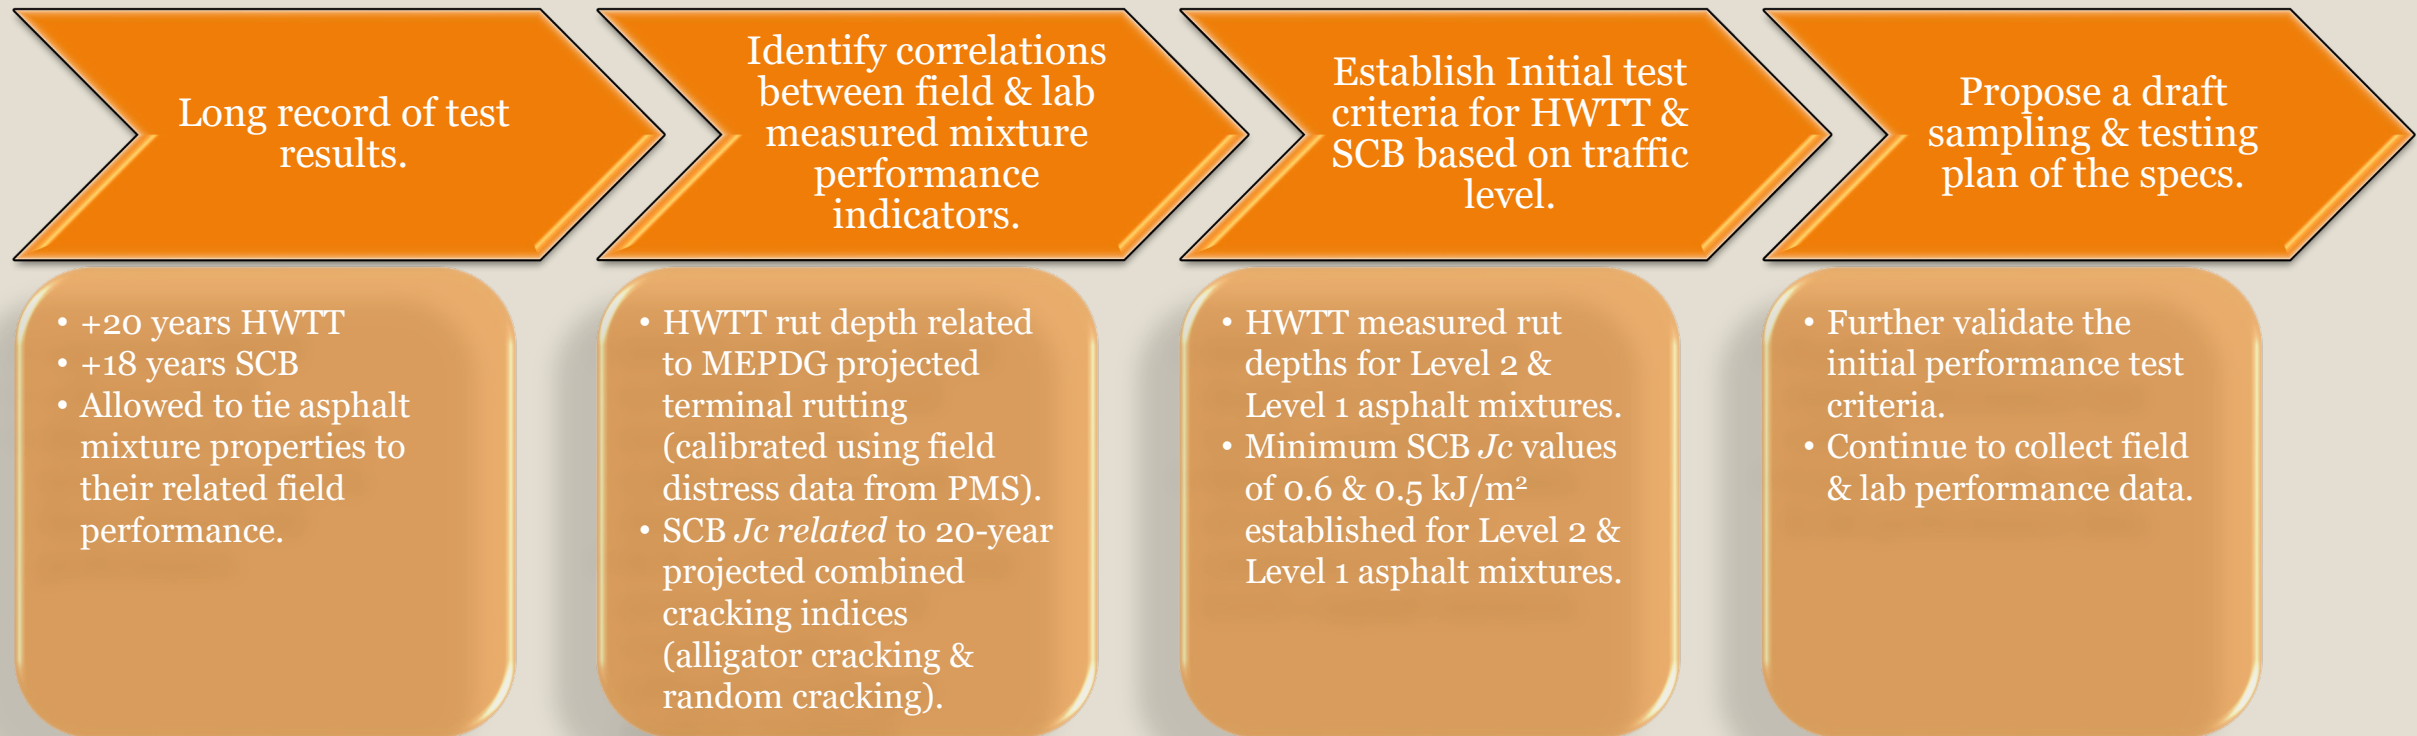 Long record of test
results.
• +20 years HWTT
• +18 years SCB
• Allowed to tie asphalt
mixture properties to
their related field
performance.
Identify correlations
between field & lab
measured mixture
performance
indicators.
• HWTT rut depth related
to MEPDG projected
terminal rutting
(calibrated using field
distress data from PMS).
• SCB Jc related to 20-year
projected combined
cracking indices
(alligator cracking &
random cracking).
Establish Initial test
criteria for HWTT &
SCB based on traffic
level.
• HWTT measured rut
depths for Level 2 &
Level 1 asphalt mixtures.
• Minimum SCB Jc values
of 0.6 & 0.5 kJ/m²
established for Level 2 &
Level 1 asphalt mixtures.
Propose a draft
sampling & testing
plan of the specs.
• Further validate the
initial performance test
criteria.
• Continue to collect field
& lab performance data.